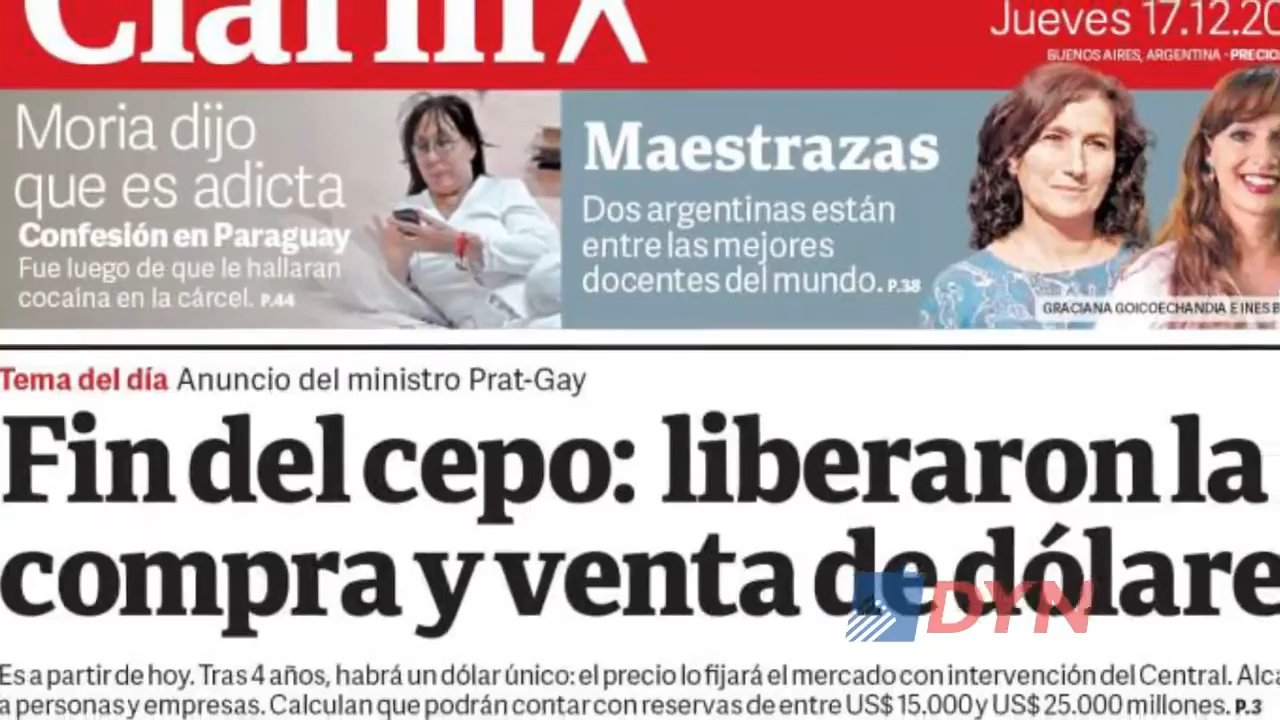 Clarín
Jueves 17.12.20
BUENOS AIRES, ARGENTINA - PRECIO
Moria dijo
que es adicta
Confesión en Paraguay
Fue luego de que le hallaran
cocaína en la cárcel. P.44
Maestrazas
Dos argentinas están
entre las mejores
docentes del mundo. P.38
GRACIANA GOICOECHANDIA E INES B
Tema del día Anuncio del ministro Prat-Gay
Fin del cepo: liberaron la
compra y venta de dólare
DYN
Es a partir de hoy. Tras 4 años, habrá un dólar único: el precio lo fijará el mercado con intervención del Central. Alca
a personas y empresas. Calculan que podrán contar con reservas de entre US$ 15.000 y US$ 25.000 millones. P.3